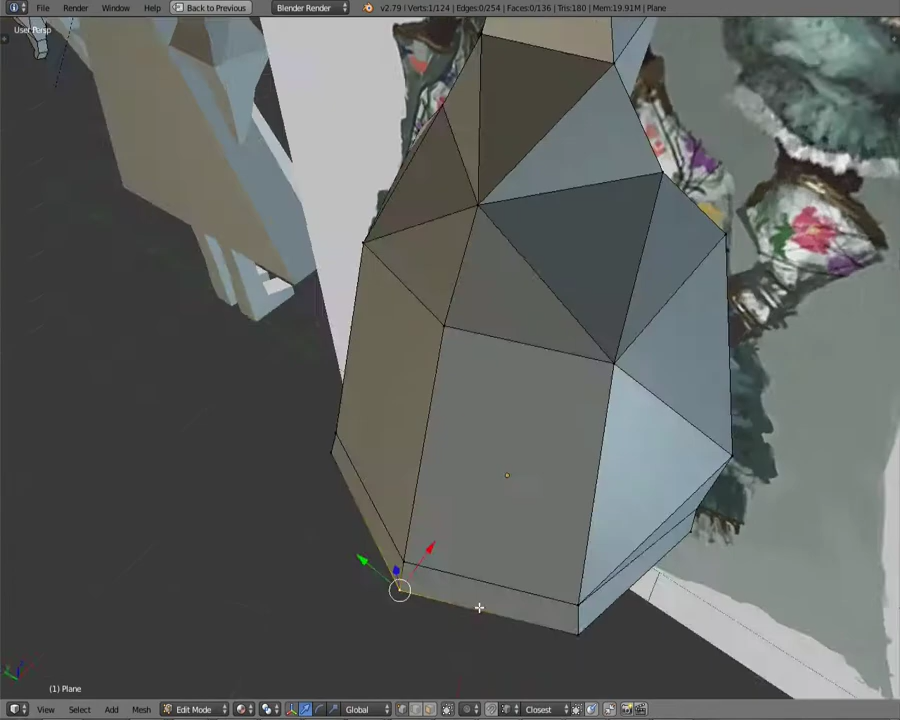 File Render Window Help Back to Previous Blender Render v2.79 | Verts:1/124 | Edges:0/254 | Faces:0/136 | Tris:180 | Mem:19.91M | Plane
User Persp
(1) Plane
View Select Add Mesh Edit Mode Global Closest